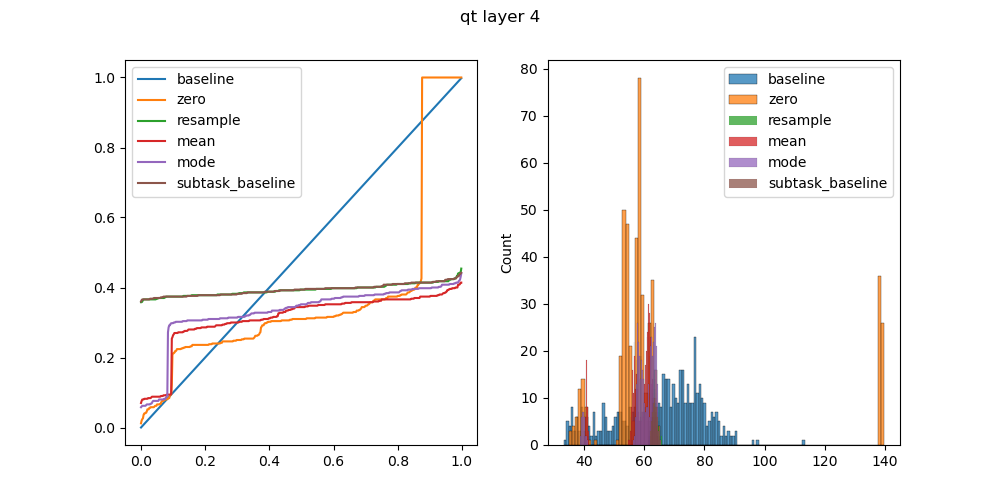 qt layer 4
baseline
zero
resample
mean
mode
subtask_baseline
1.0
0.8
0.6
0.4
0.2
0.0
0.0 0.2 0.4 0.6 0.8 1.0
baseline
zero
resample
mean
mode
subtask_baseline
Count
80
70
60
50
40
30
20
10
0
40 60 80 100 120 140